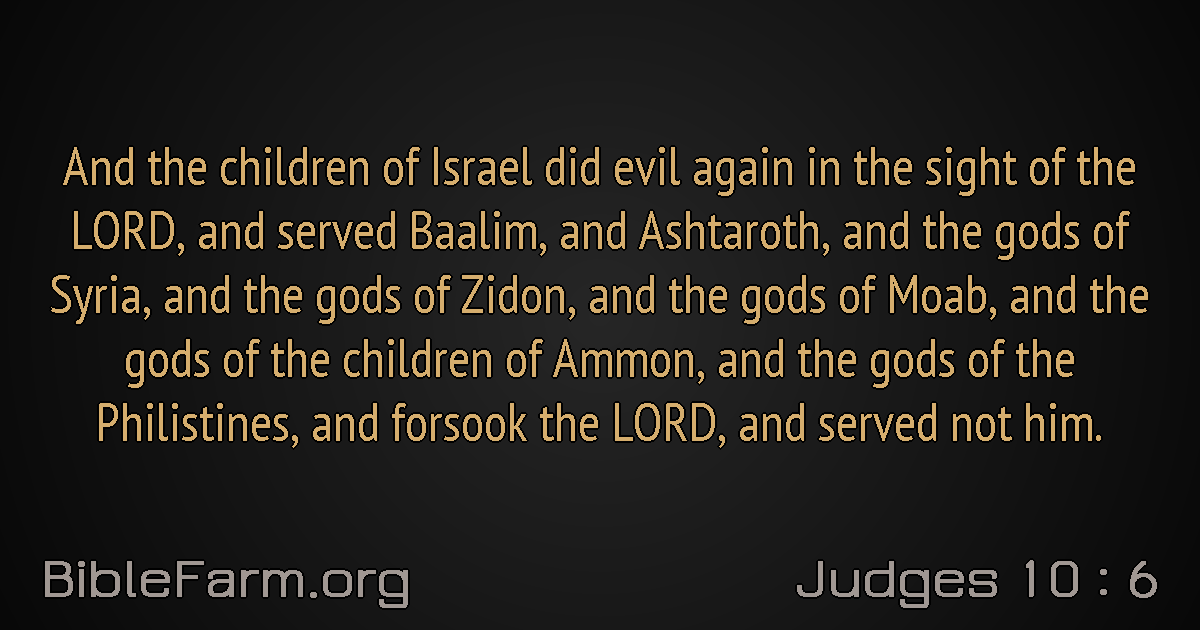 And the children of Israel did evil again in the sight of the
LORD, and served Baalim, and Ashtaroth, and the gods of
Syria, and the gods of Zidon, and the gods of Moab, and the
gods of the children of Ammon, and the gods of the
Philistines, and forsook the LORD, and served not him.
BibleFarm.org
Judges 10 : 6